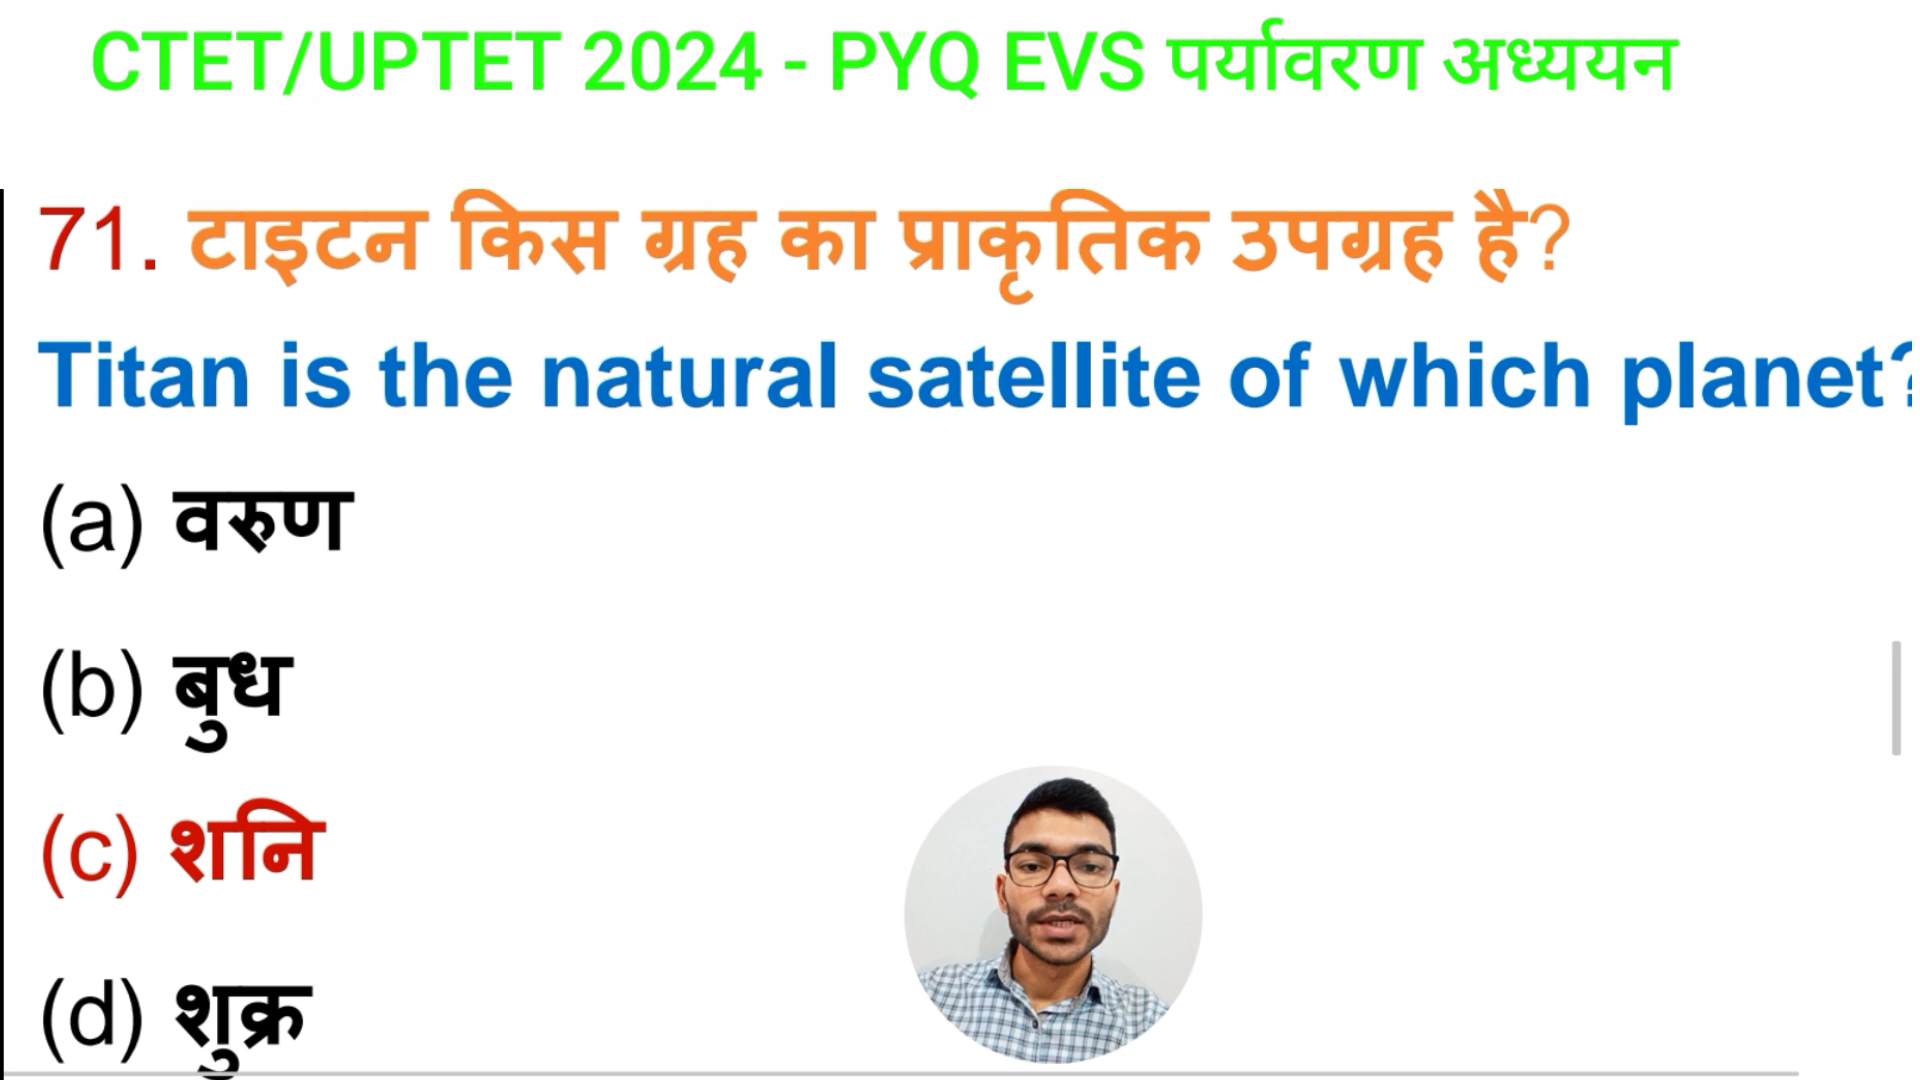 CTET/UPTET 2024 - PYQ EVS पर्यावरण अध्ययन
71. टाइटन किस ग्रह का प्राकृतिक उपग्रह है?
Titan is the natural satellite of which planet?
(a) वरुण
(b) बुध
(c) शनि
(d) शुक्र